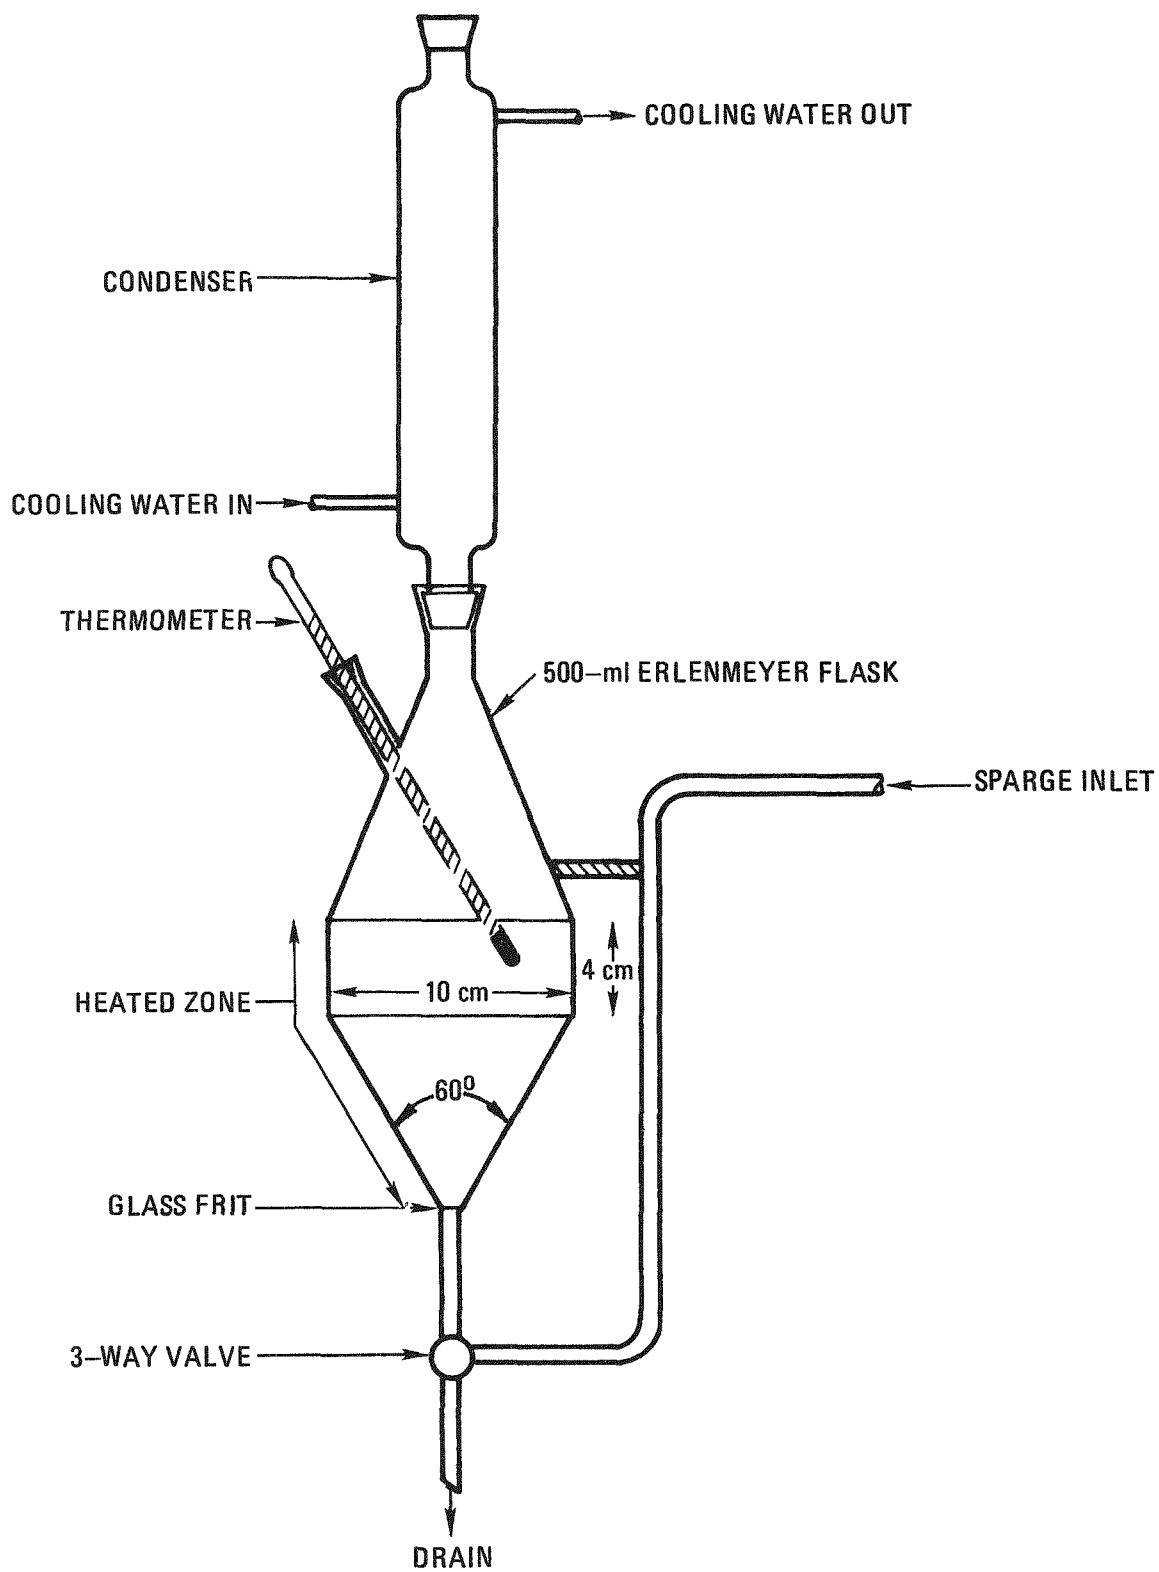 COOLING WATER OUT
CONDENSER
COOLING WATER IN
THERMOMETER
500–ml ERLENMEYER FLASK
SPARGE INLET
4 cm
10 cm
HEATED ZONE
60º
GLASS FRIT
3–WAY VALVE
DRAIN